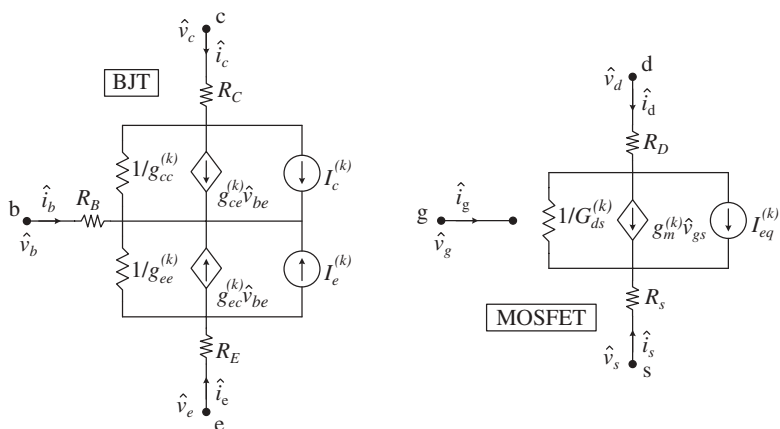 c
v̂_c
î_c
BJT
R_C
1/g_cc^(k)
g_ce^(k) v̂_be
I_c^(k)
b
î_b
R_B
v̂_b
1/g_ee^(k)
g_ec^(k) v̂_be
I_e^(k)
R_E
v̂_e
î_e
e
d
v̂_d
î_d
R_D
g
î_g
v̂_g
1/G_ds^(k)
g_m^(k) v̂_gs
I_eq^(k)
R_s
MOSFET
v̂_s
î_s
s